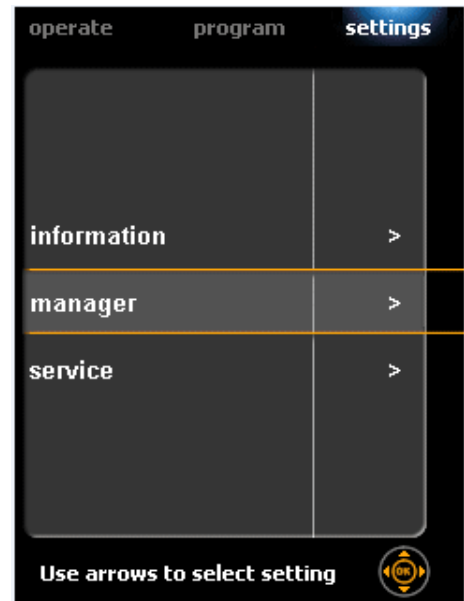 operate program settings
information >
manager >
service >
Use arrows to select setting OK